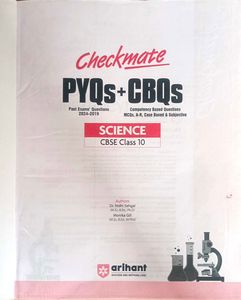 Checkmate
PYQs+CBQs
Past Exams' Questions
2024-2019
Competency Based Questions
MCQs, A-R, Case Based & Subjective
SCIENCE
CBSE Class 10
Authors
Dr. Nidhi Sehgal
Monika Gill
arihant